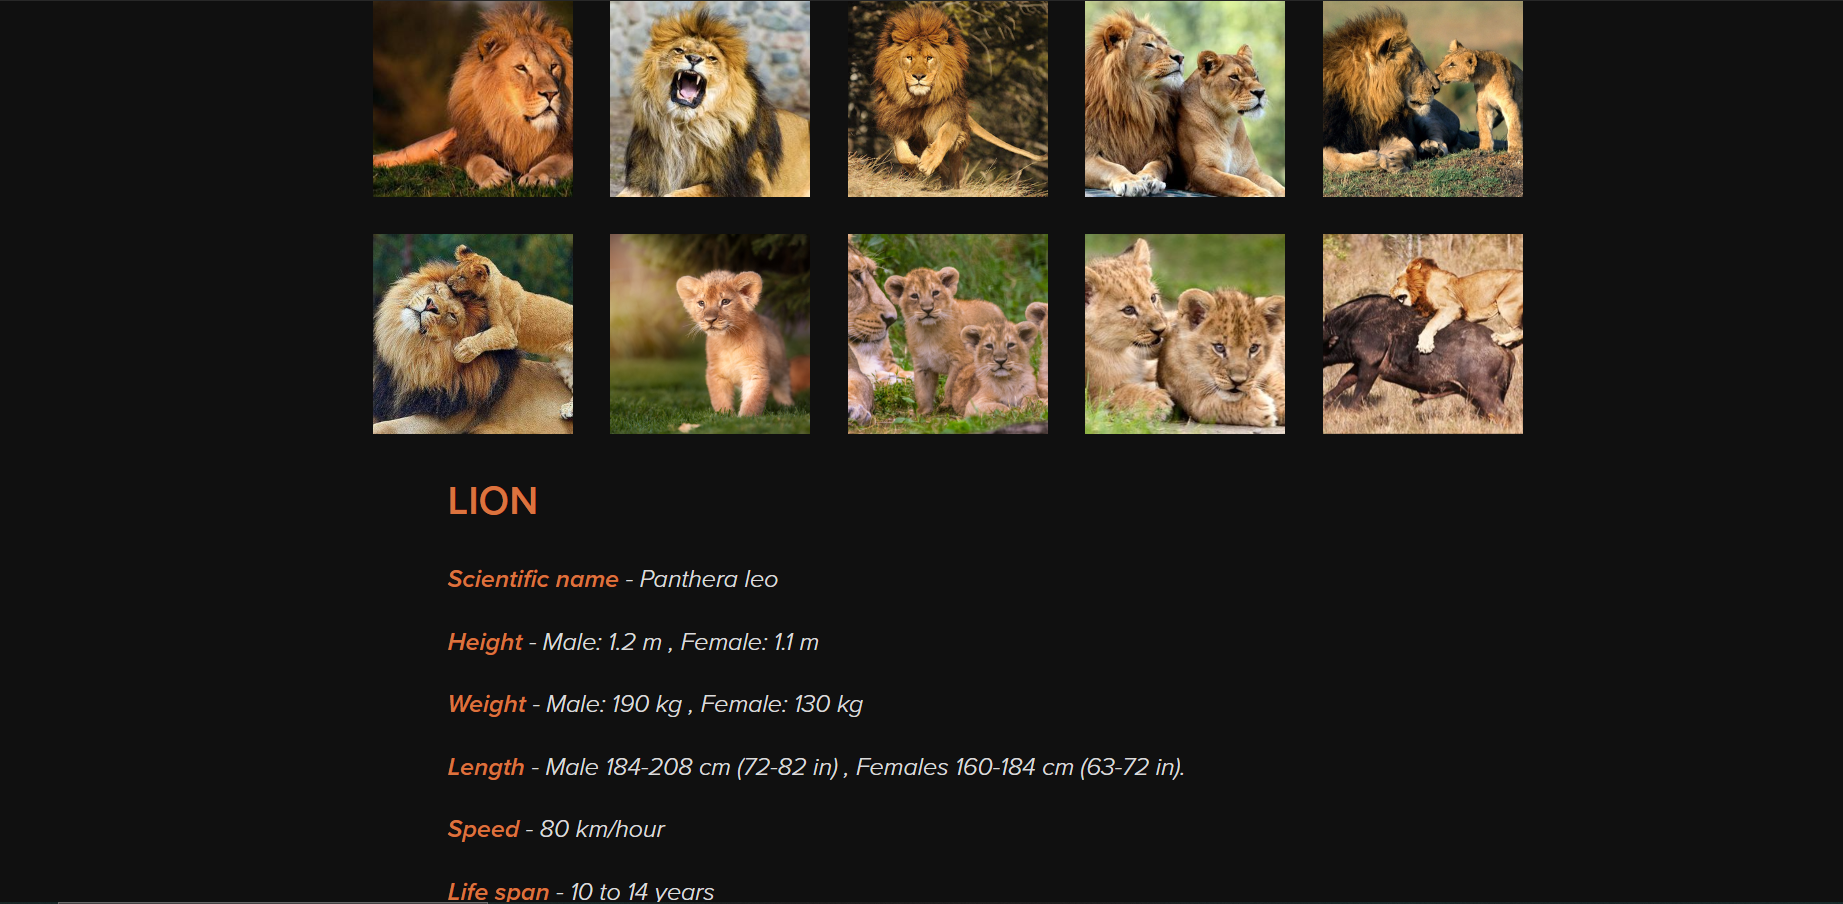 LION
Scientific name - Panthera leo
Height - Male: 1.2 m , Female: 1.1 m
Weight - Male: 190 kg , Female: 130 kg
Length - Male 184-208 cm (72-82 in) , Females 160-184 cm (63-72 in).
Speed - 80 km/hour
Life span - 10 to 14 years